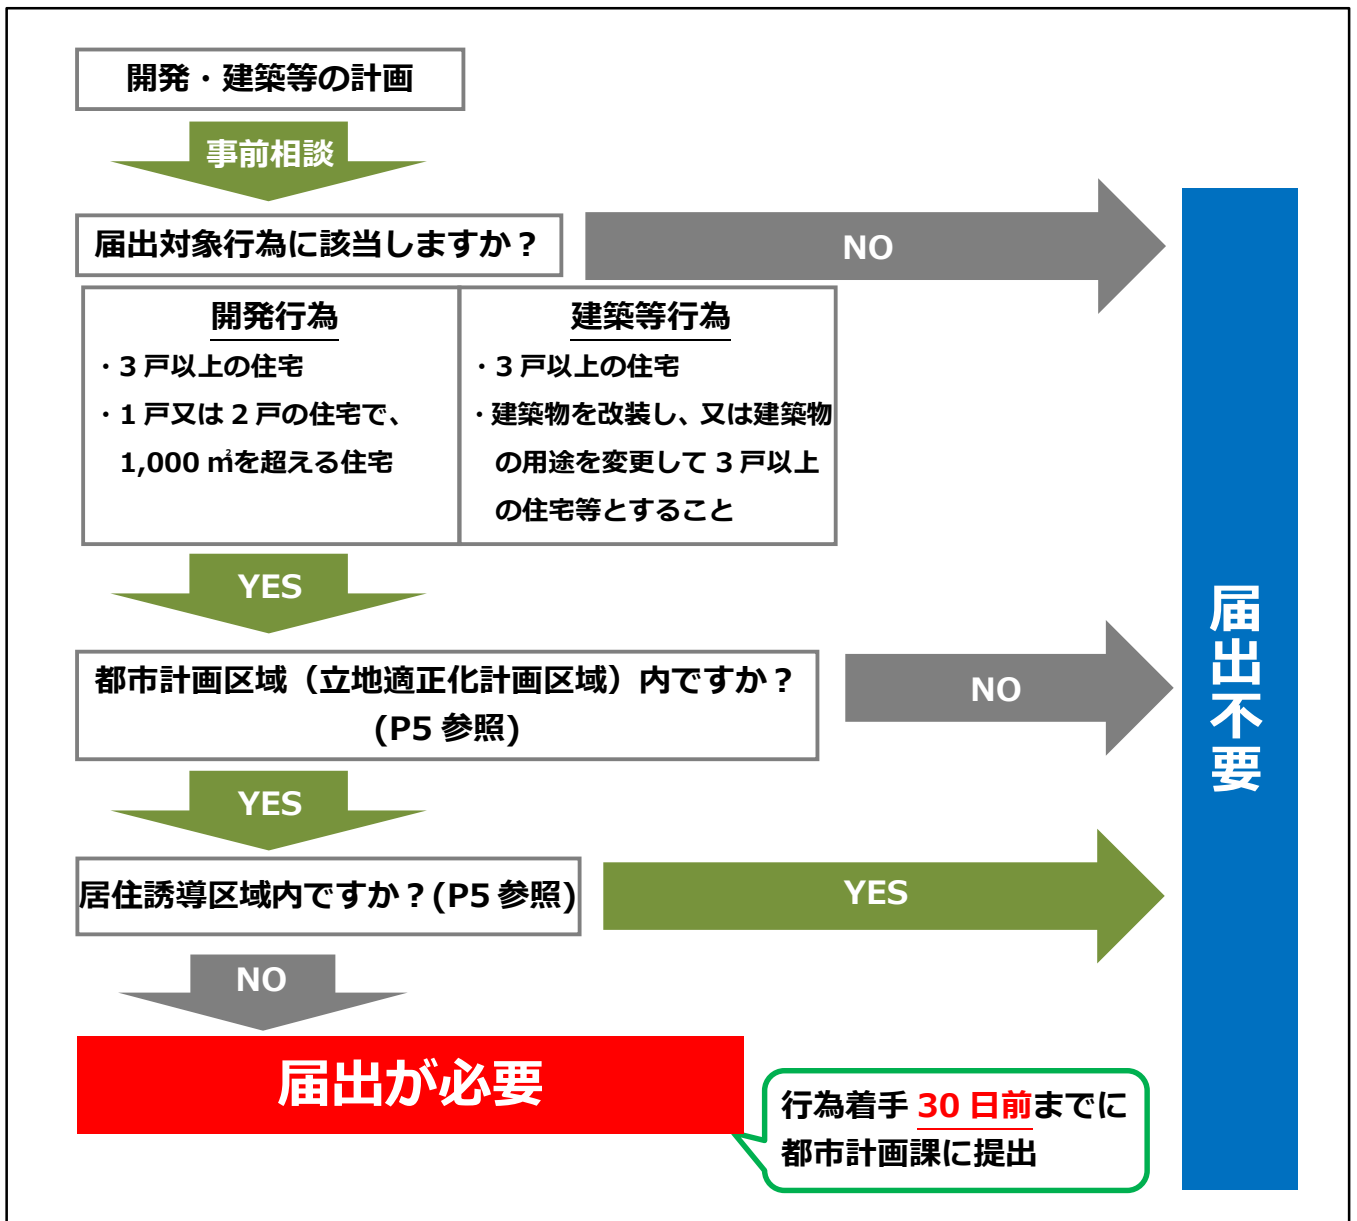 開発・建築等の計画
事前相談
届出対象行為に該当しますか？
NO
開発行為
・3 戸以上の住宅
・1 戸又は 2 戸の住宅で、
1,000 ㎡を超える住宅
建築等行為
・3 戸以上の住宅
・建築物を改装し、又は建築物
の用途を変更して 3 戸以上
の住宅等とすること
YES
都市計画区域（立地適正化計画区域）内ですか？
(P5 参照)
NO
YES
居住誘導区域内ですか？(P5 参照)
YES
NO
届出が必要
行為着手 30 日前までに
都市計画課に提出
届出不要